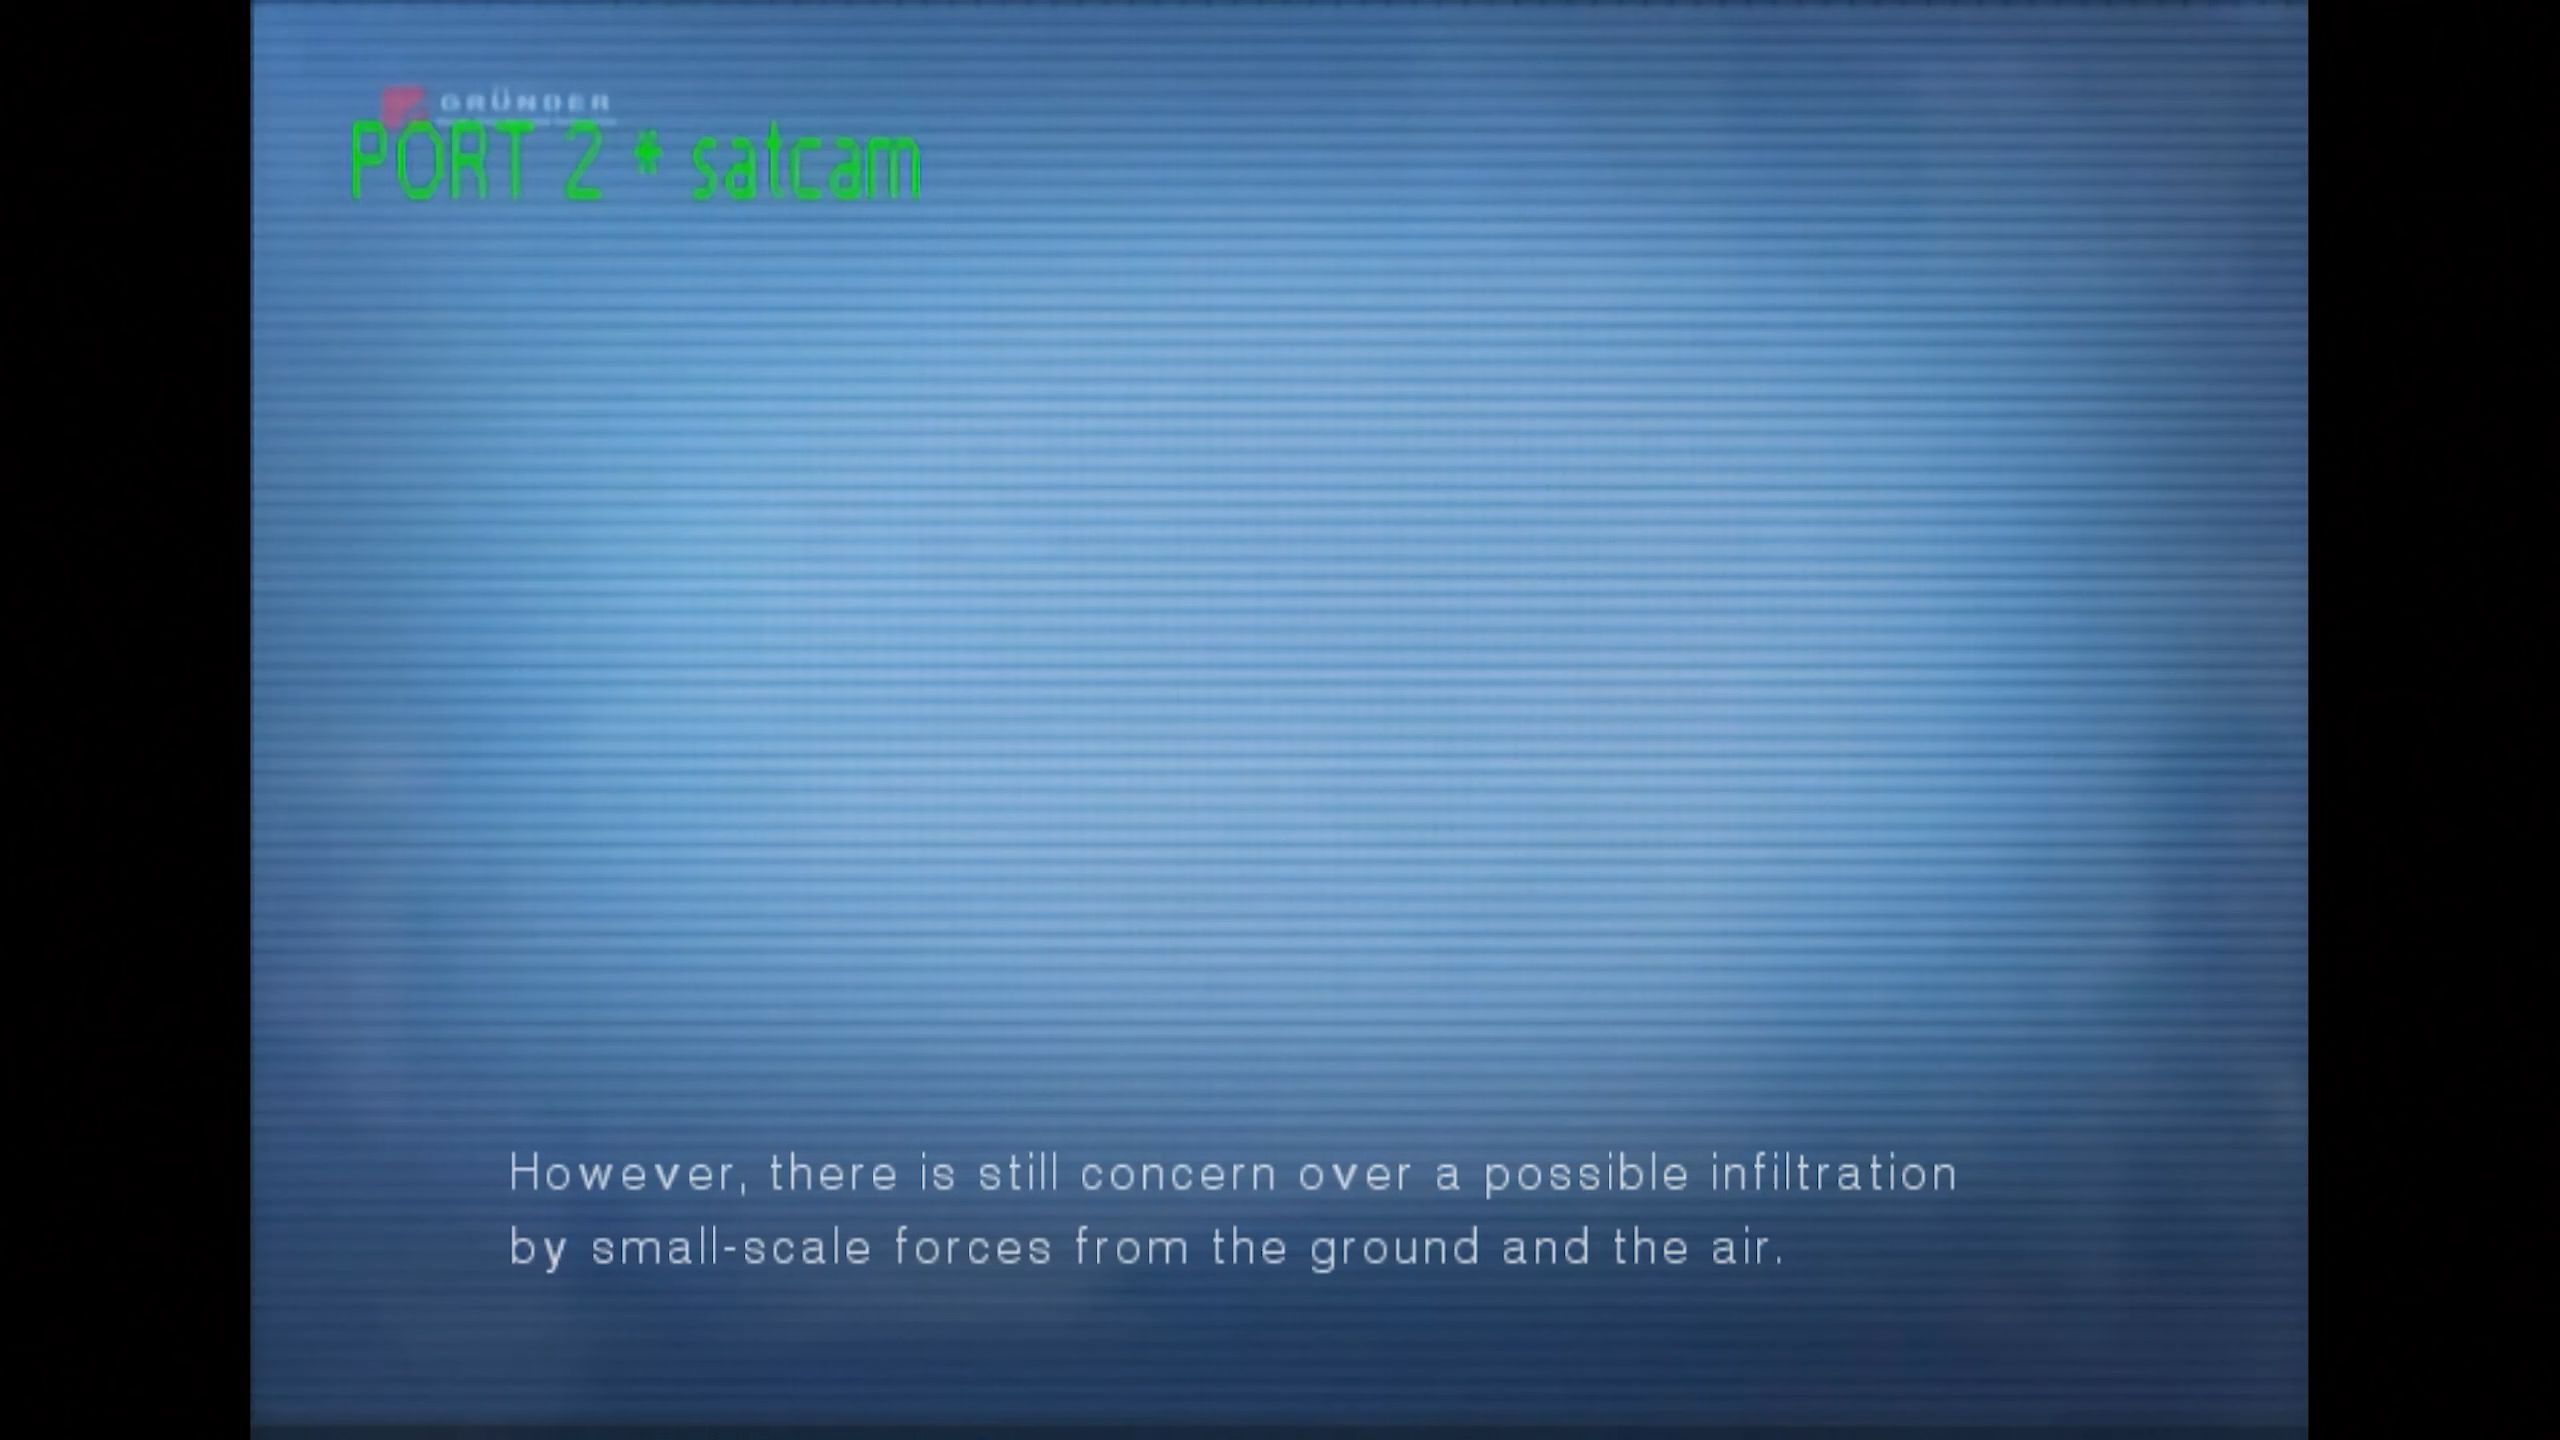 GRÜNDER
PORT 2 * satcam
However, there is still concern over a possible infiltration
by small-scale forces from the ground and the air.